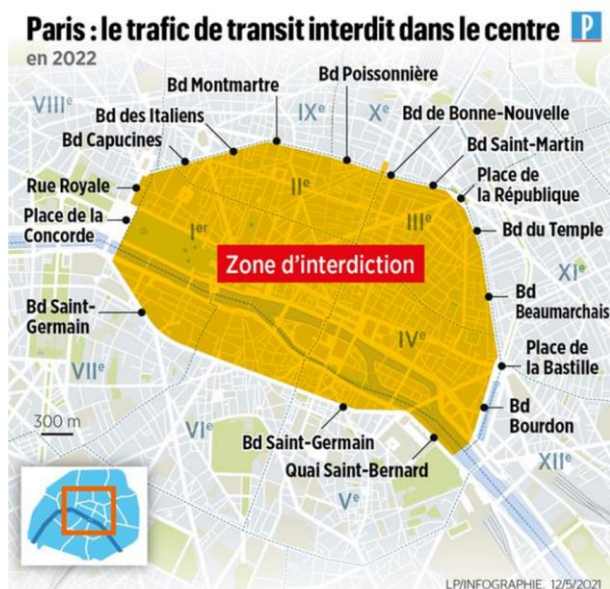 Paris : le trafic de transit interdit dans le centre
P
en 2022
Bd Poissonnière
Bd Montmartre
VIIIe
IXe
Xe
Bd des Italiens
Bd de Bonne-Nouvelle
Bd Capucines
Bd Saint-Martin
Rue Royale
IIe
Place de
la République
Place de la
Concorde
Ier
IIIe
Bd du Temple
Zone d'interdiction
XIe
Bd Saint-
Germain
Bd
Beaumarchais
IVe
Place de
la Bastille
VIIe
300 m
VIe
Bd
Bourdon
Bd Saint-Germain
Quai Saint-Bernard
XIIe
Ve
LP/INFOGRAPHIE, 12/5/2021